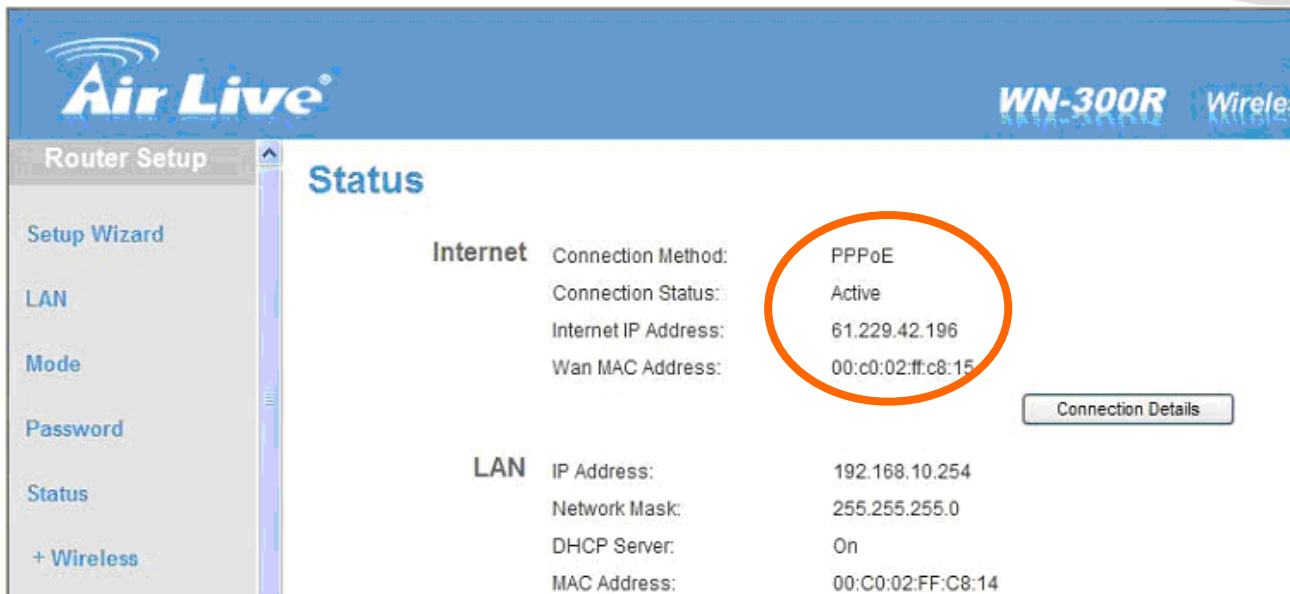 Air Live®
WN-300R Wireles
Router Setup
Status
Setup Wizard
LAN
Mode
Password
Status
+ Wireless
Internet Connection Method: PPPoE
Connection Status: Active
Internet IP Address: 61.229.42.196
Wan MAC Address: 00:c0:02:ff:c8:15
Connection Details
LAN IP Address: 192.168.10.254
Network Mask: 255.255.255.0
DHCP Server: On
MAC Address: 00:C0:02:FF:C8:14